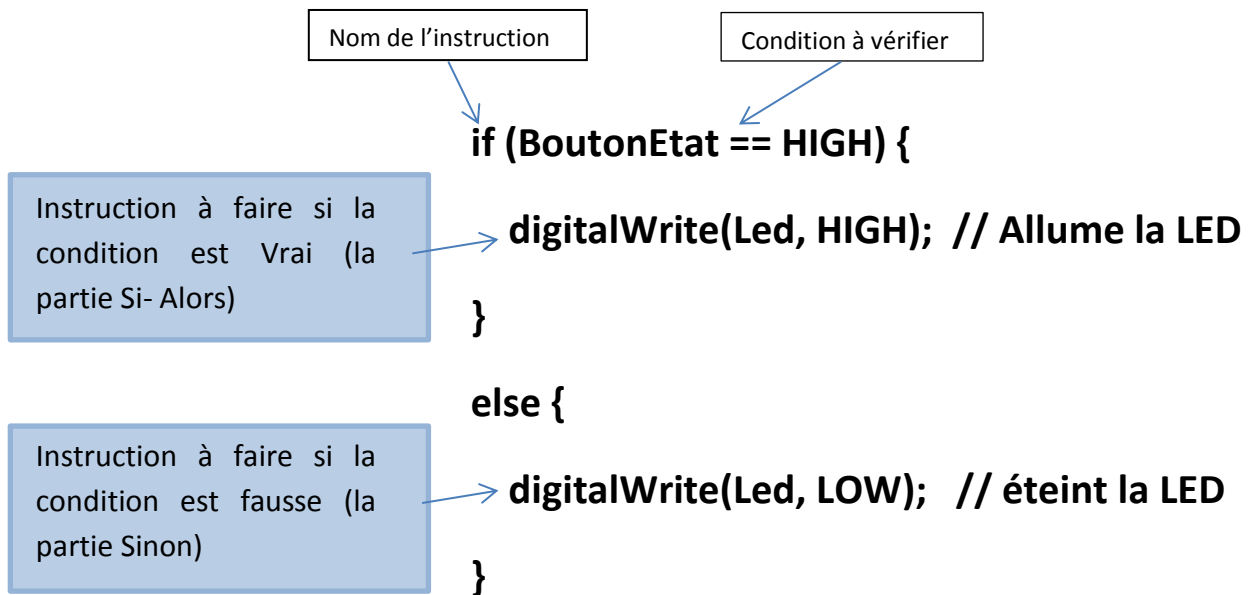 Nom de l’instruction
Condition à vérifier
if (BoutonEtat == HIGH) {
Instruction à faire si la
condition est Vrai (la
partie Si- Alors)
digitalWrite(Led, HIGH); // Allume la LED
}
else {
Instruction à faire si la
condition est fausse (la
partie Sinon)
digitalWrite(Led, LOW); // éteint la LED
}